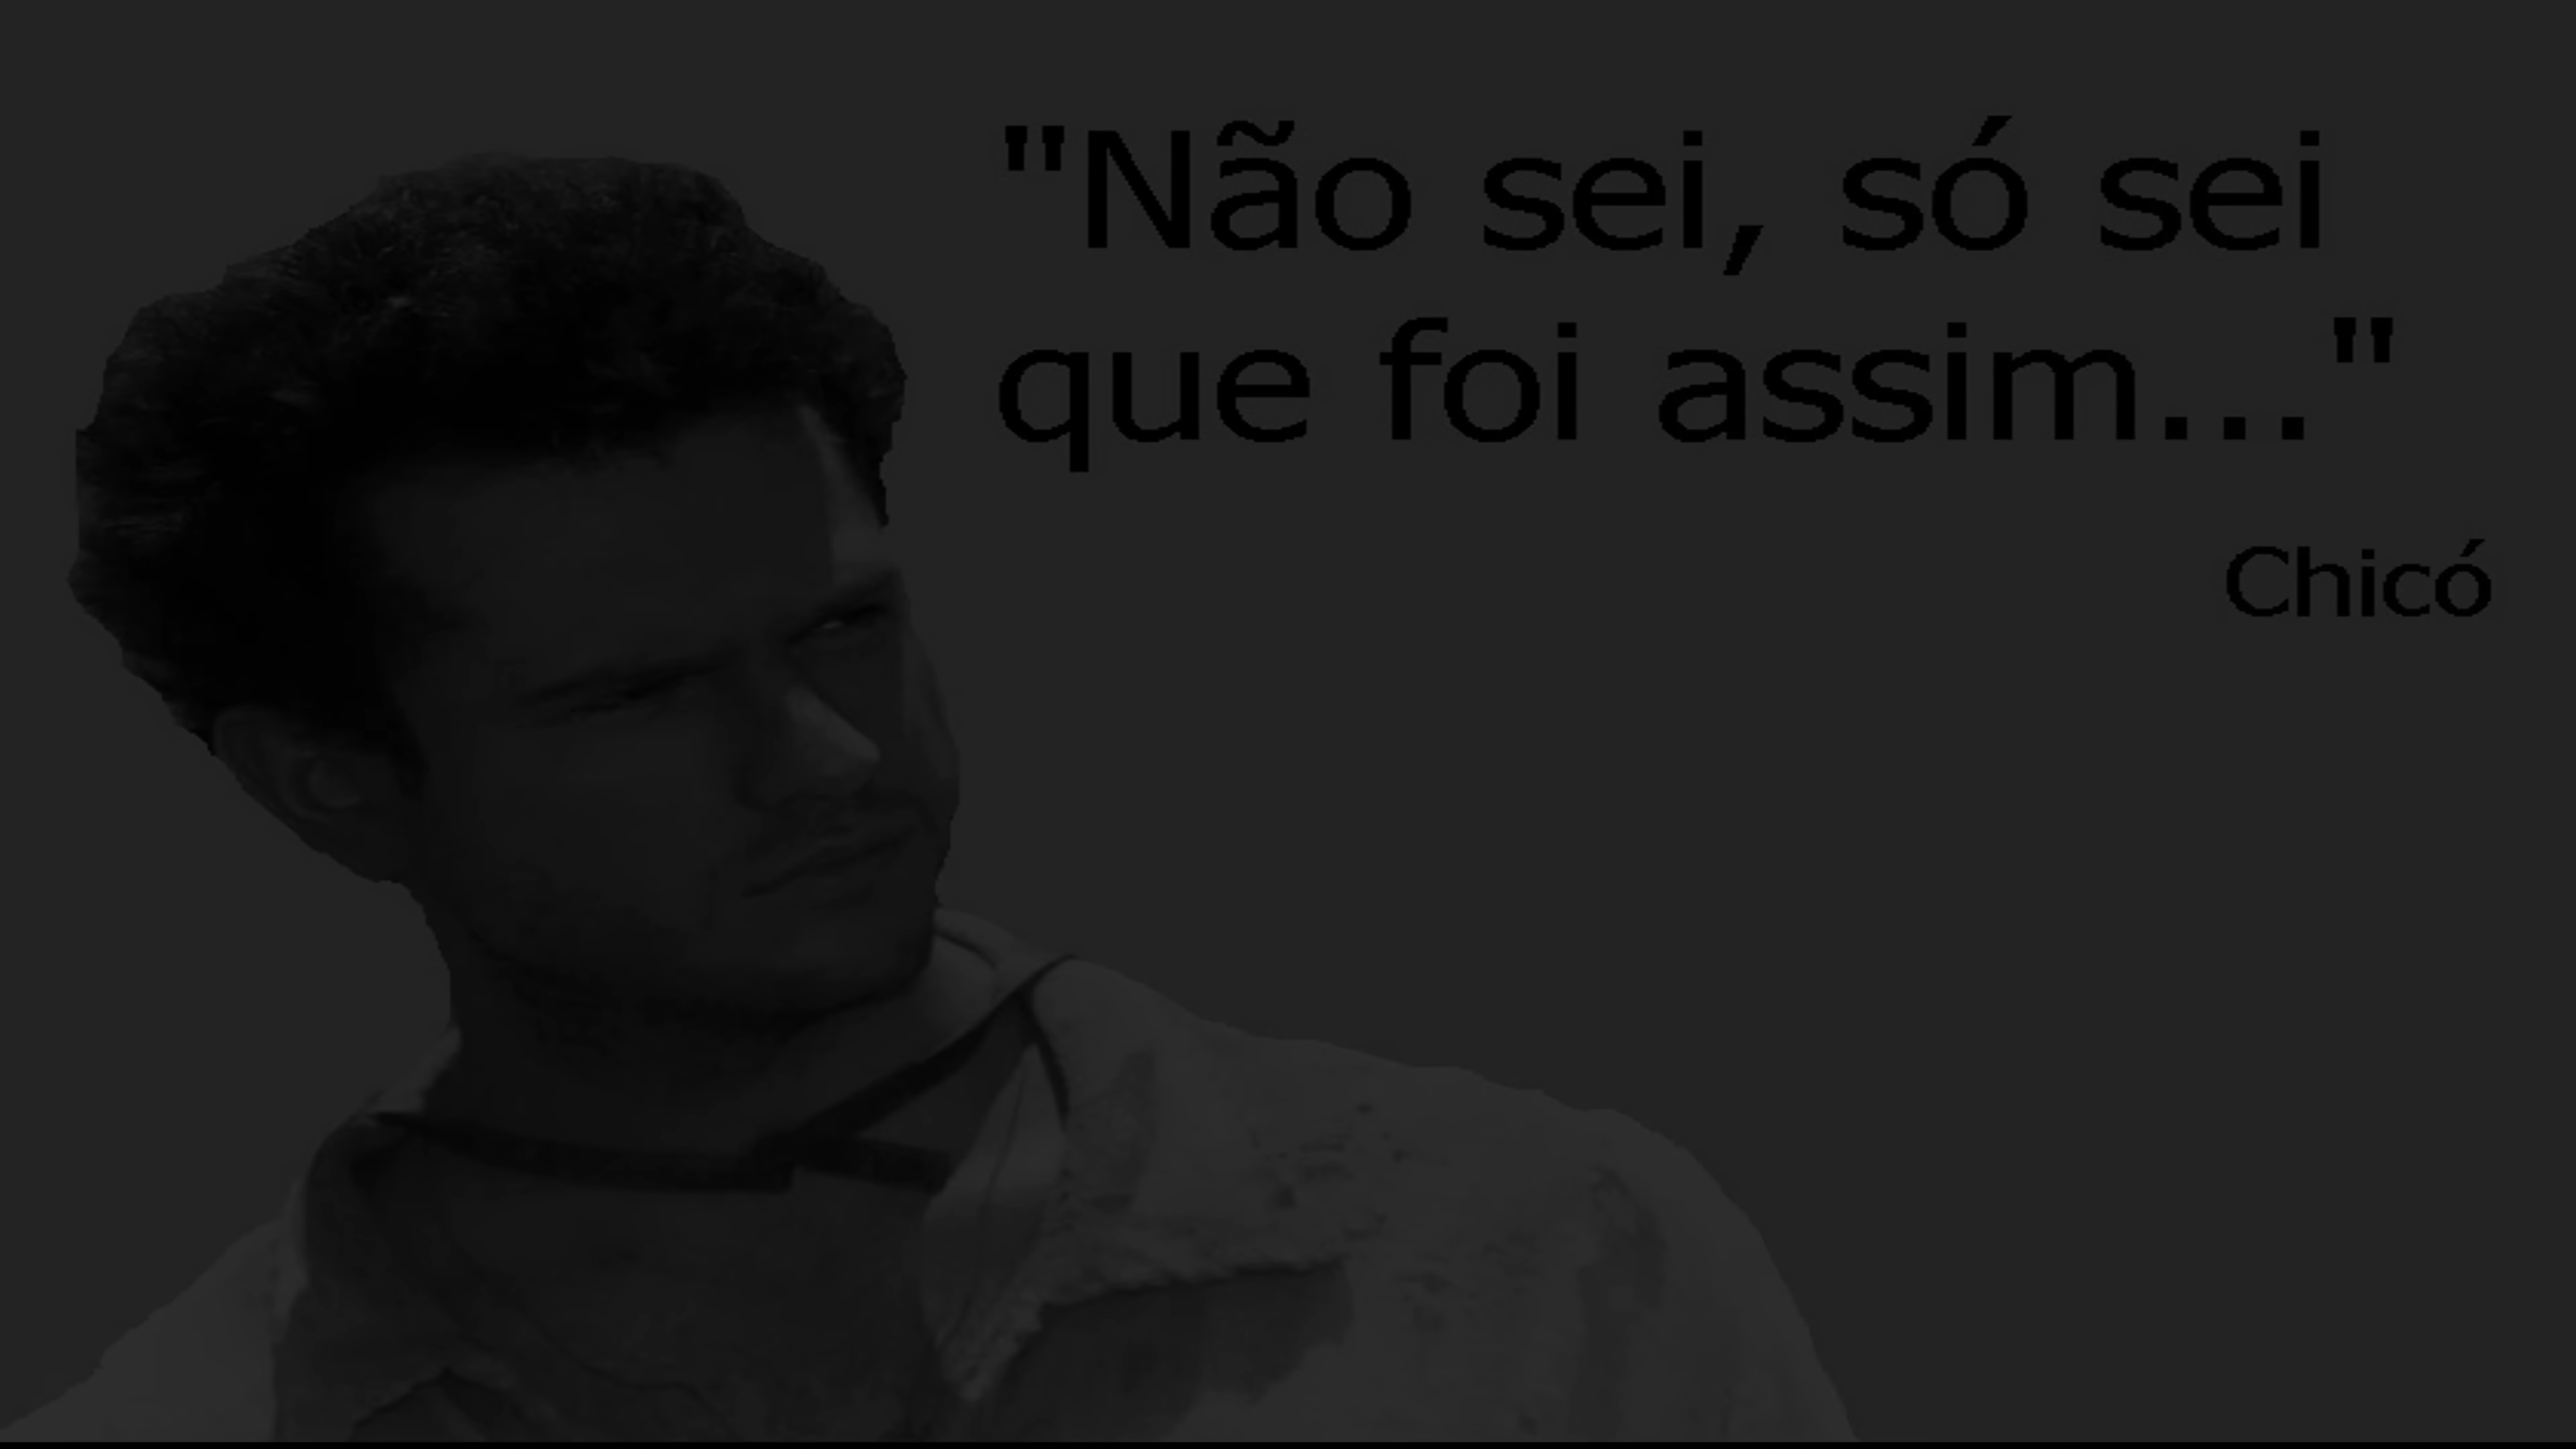 "Não sei, só sei
que foi assim..."
Chicó